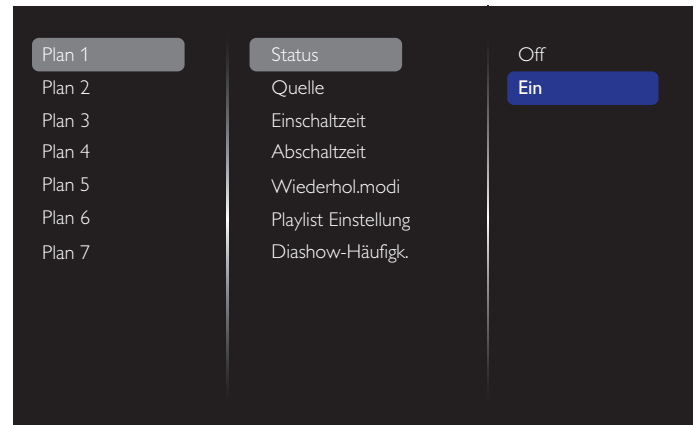 Plan 1
Plan 2
Plan 3
Plan 4
Plan 5
Plan 6
Plan 7
Status
Quelle
Einschaltzeit
Abschaltzeit
Wiederhol.modi
Playlist Einstellung
Diashow-Häufigk.
Off
Ein